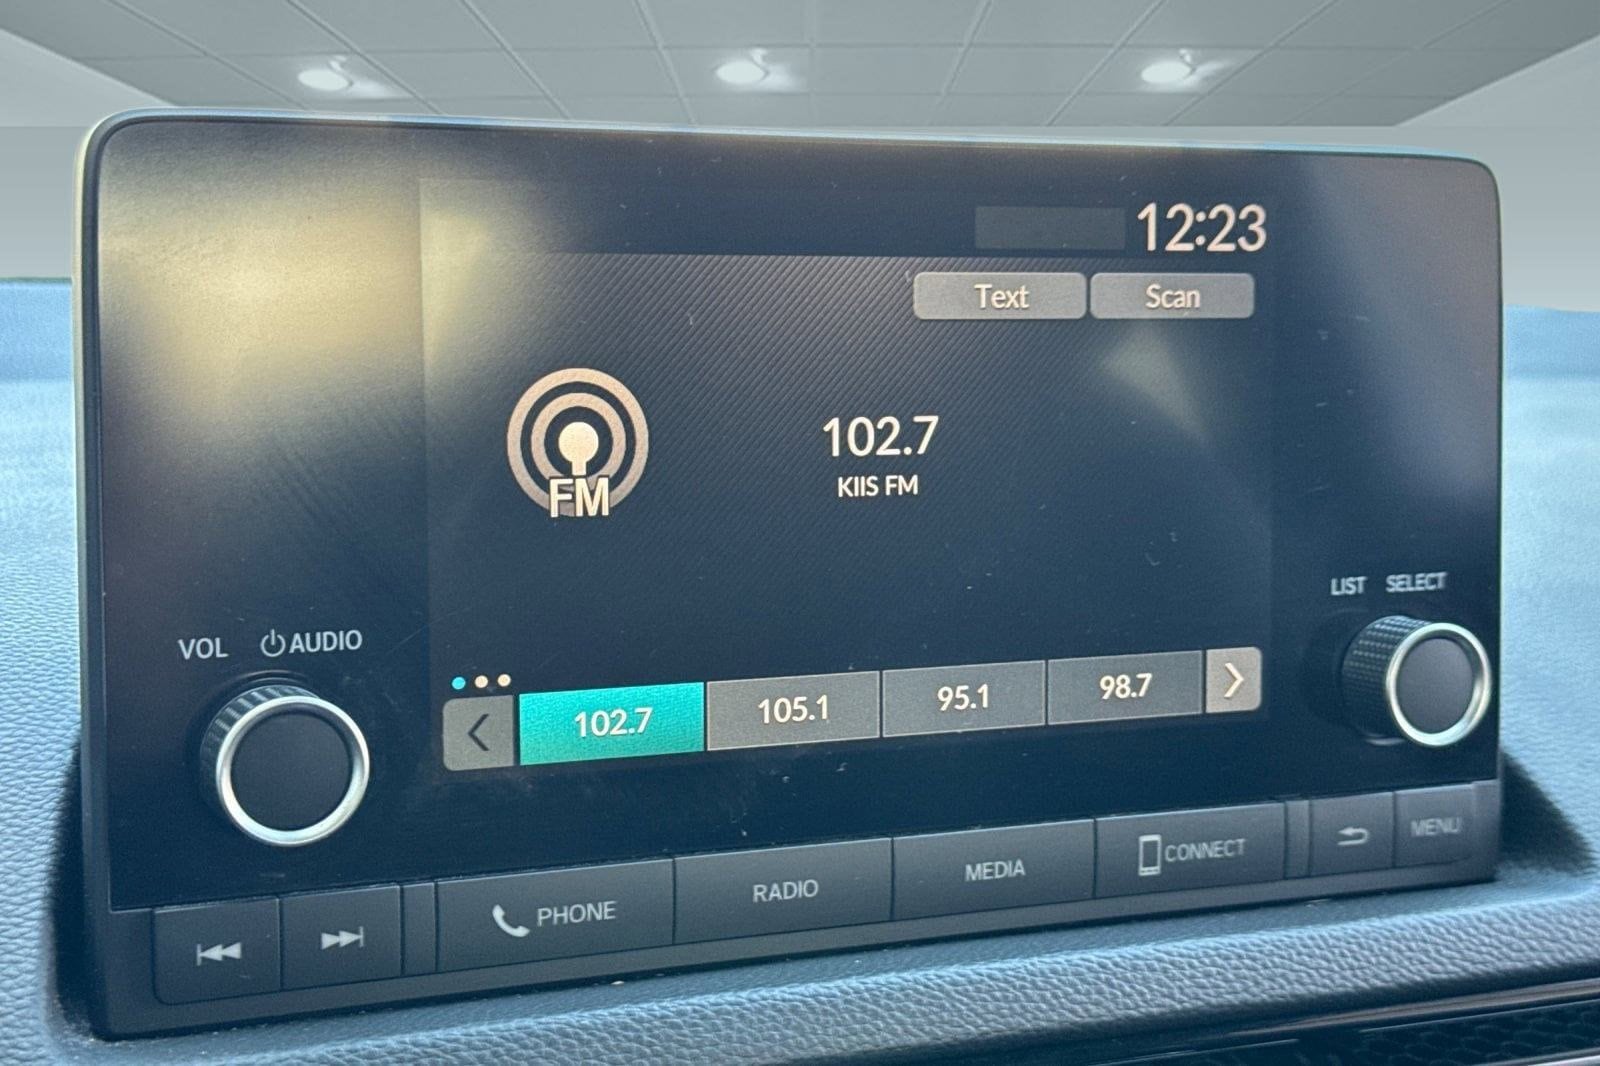 12:23
Text Scan
102.7
KIIS FM
FM
LIST SELECT
VOL AUDIO
102.7 105.1 95.1 98.7
PHONE RADIO MEDIA CONNECT MENU